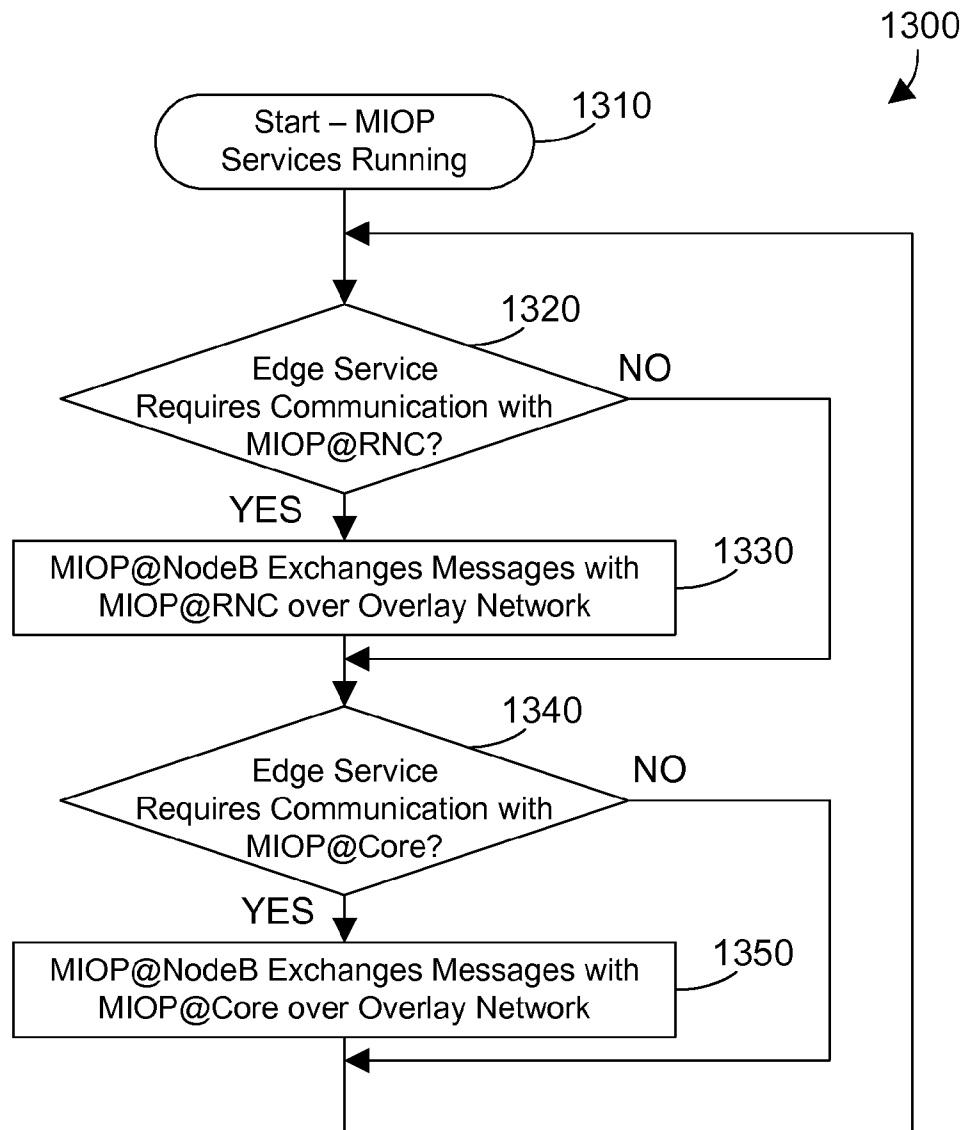 1300
Start – MIOP
Services Running
1310
1320
Edge Service
Requires Communication with
MIOP@RNC?
NO
YES
MIOP@NodeB Exchanges Messages with
MIOP@RNC over Overlay Network
1330
1340
Edge Service
Requires Communication with
MIOP@Core?
NO
YES
MIOP@NodeB Exchanges Messages with
MIOP@Core over Overlay Network
1350